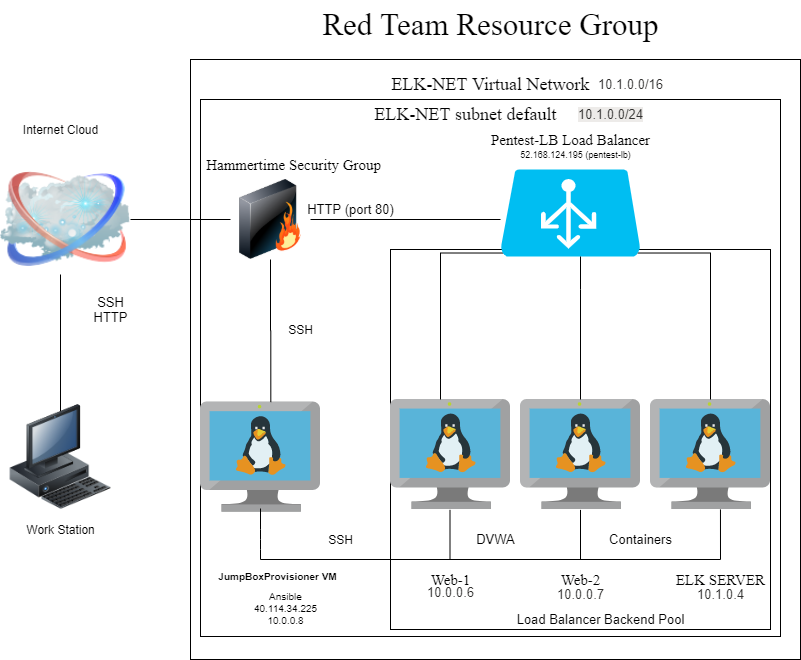 Red Team Resource Group
ELK-NET Virtual Network 10.1.0.0/16
ELK-NET subnet default 10.1.0.0/24
Internet Cloud
Pentest-LB Load Balancer
52.168.124.195 (pentest-lb)
Hammertime Security Group
HTTP (port 80)
SSH
HTTP
SSH
Work Station
SSH
DVWA
Containers
JumpBoxProvisioner VM
Ansible
40.114.34.225
10.0.0.8
Web-1
10.0.0.6
Web-2
10.0.0.7
ELK SERVER
10.1.0.4
Load Balancer Backend Pool